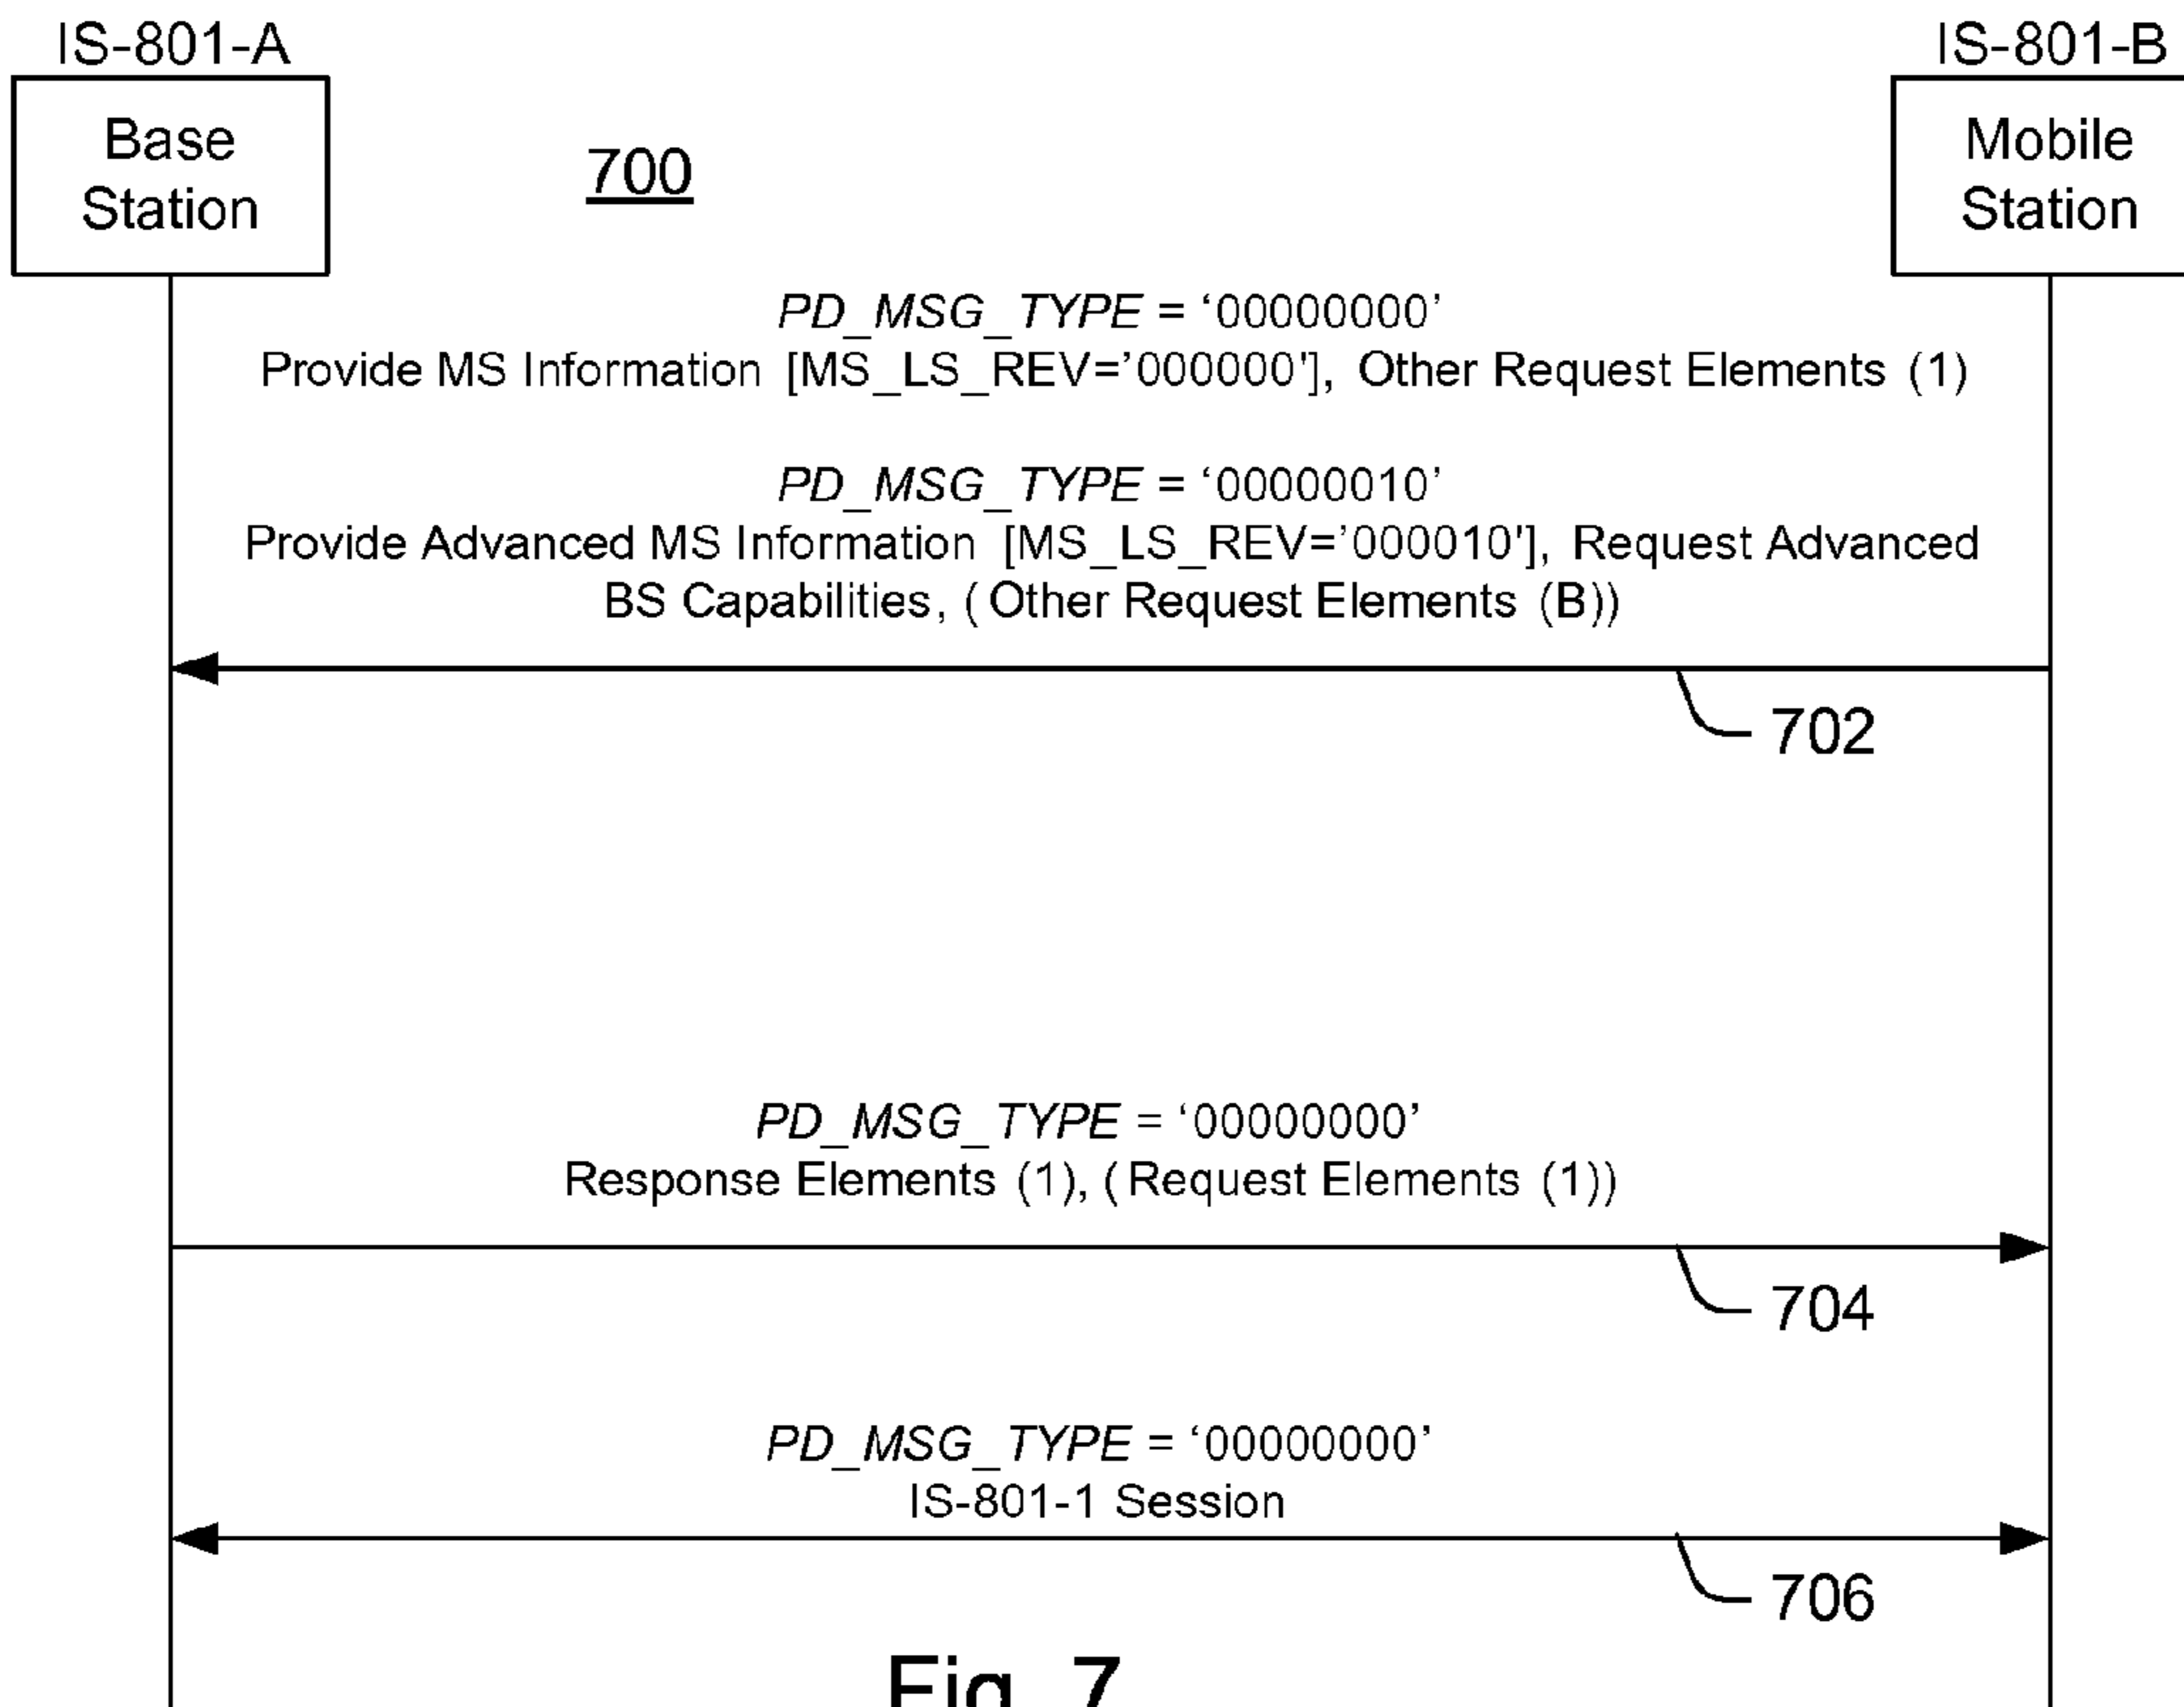 IS-801-A
IS-801-B
Base
Station
Mobile
Station
700
PD_MSG_TYPE = ‘00000000’
Provide MS Information [MS_LS_REV='000000'], Other Request Elements (1)
PD_MSG_TYPE = ‘00000010’
Provide Advanced MS Information [MS_LS_REV=’000010'], Request Advanced
BS Capabilities, (Other Request Elements (B))
702
PD_MSG_TYPE = ‘00000000’
Response Elements (1), (Request Elements (1))
704
PD_MSG_TYPE = ‘00000000’
IS-801-1 Session
706
Fig. 7